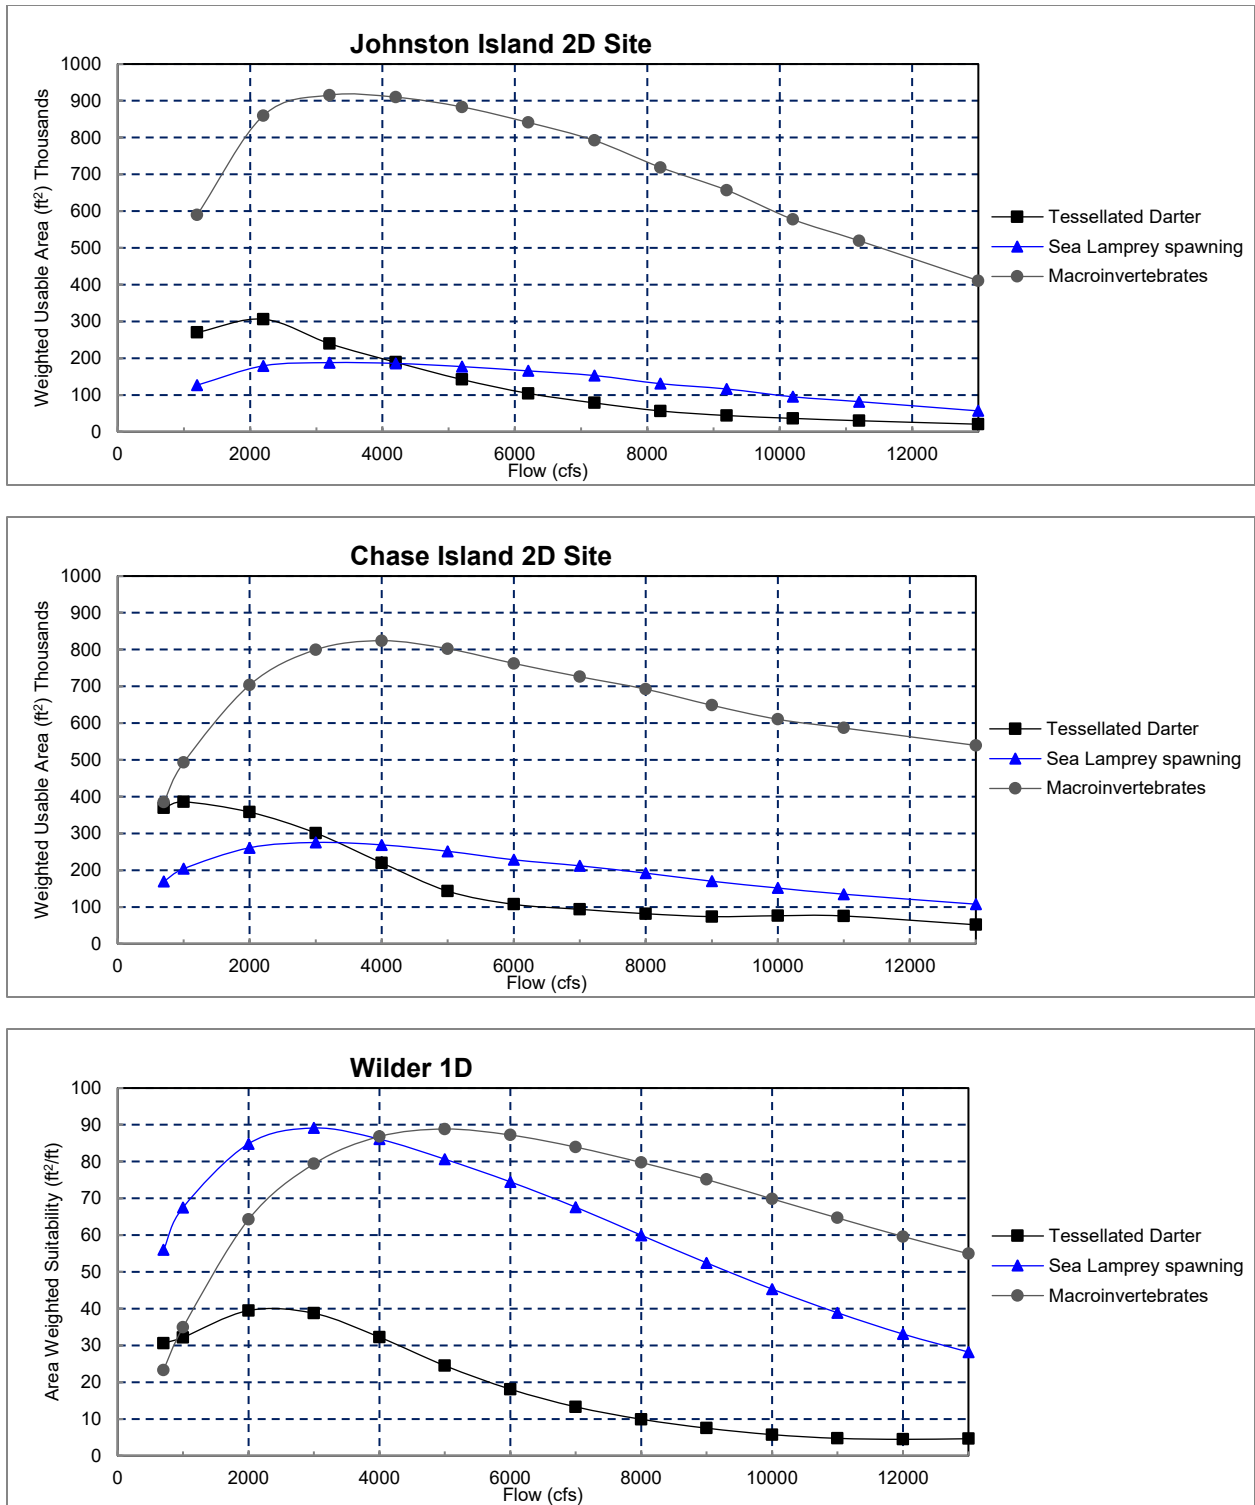 Johnston Island 2D Site
Weighted Usable Area (ft²) Thousands
1000
900
800
700
600
500
400
300
200
100
0
0 2000 4000 6000 8000 10000 12000
Flow (cfs)
Tessellated Darter
Sea Lamprey spawning
Macroinvertebrates
Chase Island 2D Site
Weighted Usable Area (ft²) Thousands
1000
900
800
700
600
500
400
300
200
100
0
0 2000 4000 6000 8000 10000 12000
Flow (cfs)
Tessellated Darter
Sea Lamprey spawning
Macroinvertebrates
Wilder 1D
Area Weighted Suitability (ft²/ft)
100
90
80
70
60
50
40
30
20
10
0
0 2000 4000 6000 8000 10000 12000
Flow (cfs)
Tessellated Darter
Sea Lamprey spawning
Macroinvertebrates